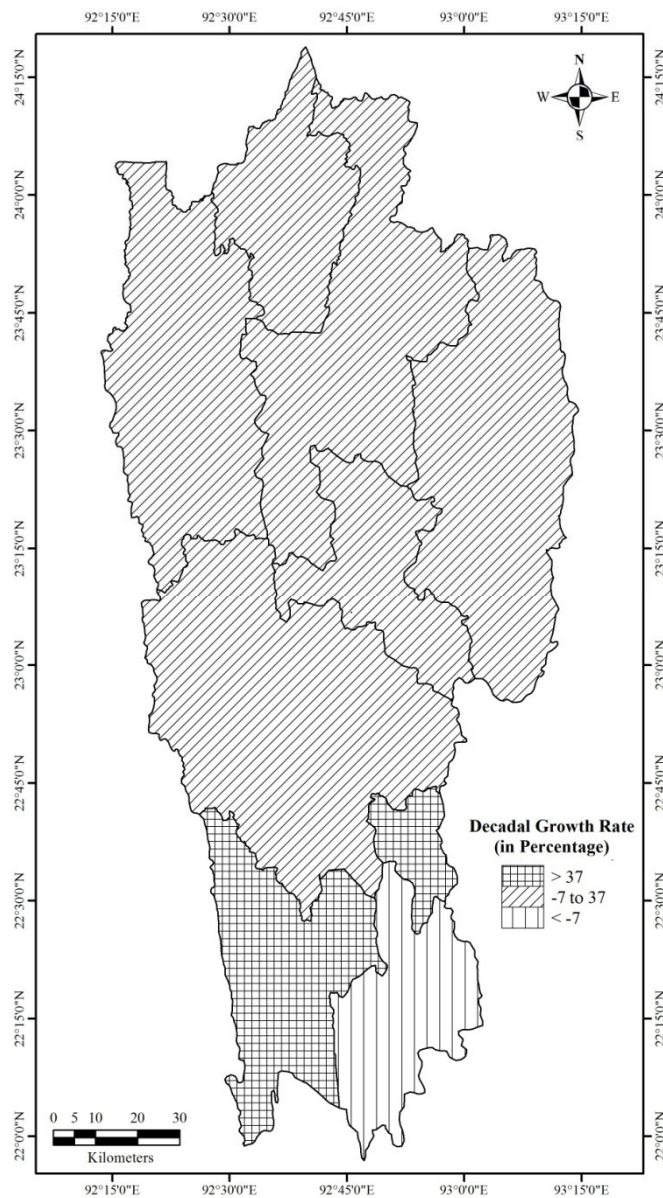 92°15'0"E 92°30'0"E 92°45'0"E 93°0'0"E 93°15'0"E
N
W E
S
24°15'0"N 24°15'0"N
24°0'0"N 24°0'0"N
23°45'0"N 23°45'0"N
23°30'0"N 23°30'0"N
23°15'0"N 23°15'0"N
23°0'0"N 23°0'0"N
22°45'0"N 22°45'0"N
Decadal Growth Rate
(in Percentage)
> 37
-7 to 37
< -7
22°30'0"N 22°30'0"N
22°15'0"N 22°15'0"N
22°0'0"N 22°0'0"N
0 5 10 20 30
Kilometers
92°15'0"E 92°30'0"E 92°45'0"E 93°0'0"E 93°15'0"E